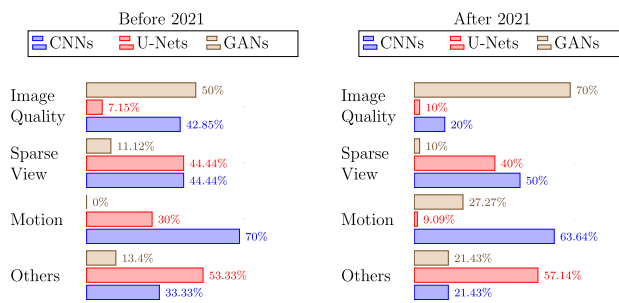 Before 2021
CNNs U-Nets GANs
Image
Quality
50%
7.15%
42.85%
Sparse
View
11.12%
44.44%
44.44%
Motion
0%
30%
70%
Others
13.4%
53.33%
33.33%
After 2021
CNNs U-Nets GANs
Image
Quality
70%
10%
20%
Sparse
View
10%
40%
50%
Motion
27.27%
9.09%
63.64%
Others
21.43%
57.14%
21.43%